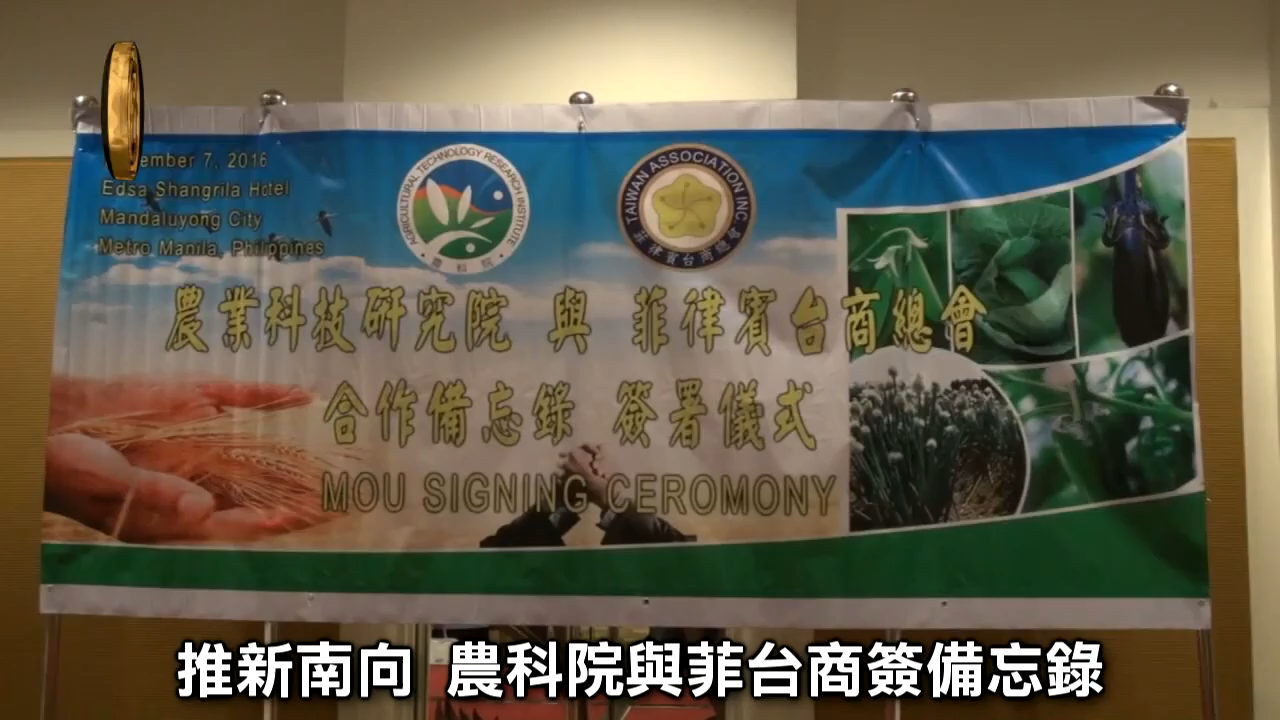 ember 7, 2016
Edsa Shangrila Hotel
Mandaluyong City
Metro Manila, Philippines
AGRICULTURAL TECHNOLOGY RESEARCH INSTITUTE
農科院
TAIWAN ASSOCIATION INC.
菲律賓台商總會
農業科技研究院 與 菲律賓台商總會
合作備忘錄 簽署儀式
MOU SIGNING CEROMONY
推新南向 農科院與菲台商簽備忘錄